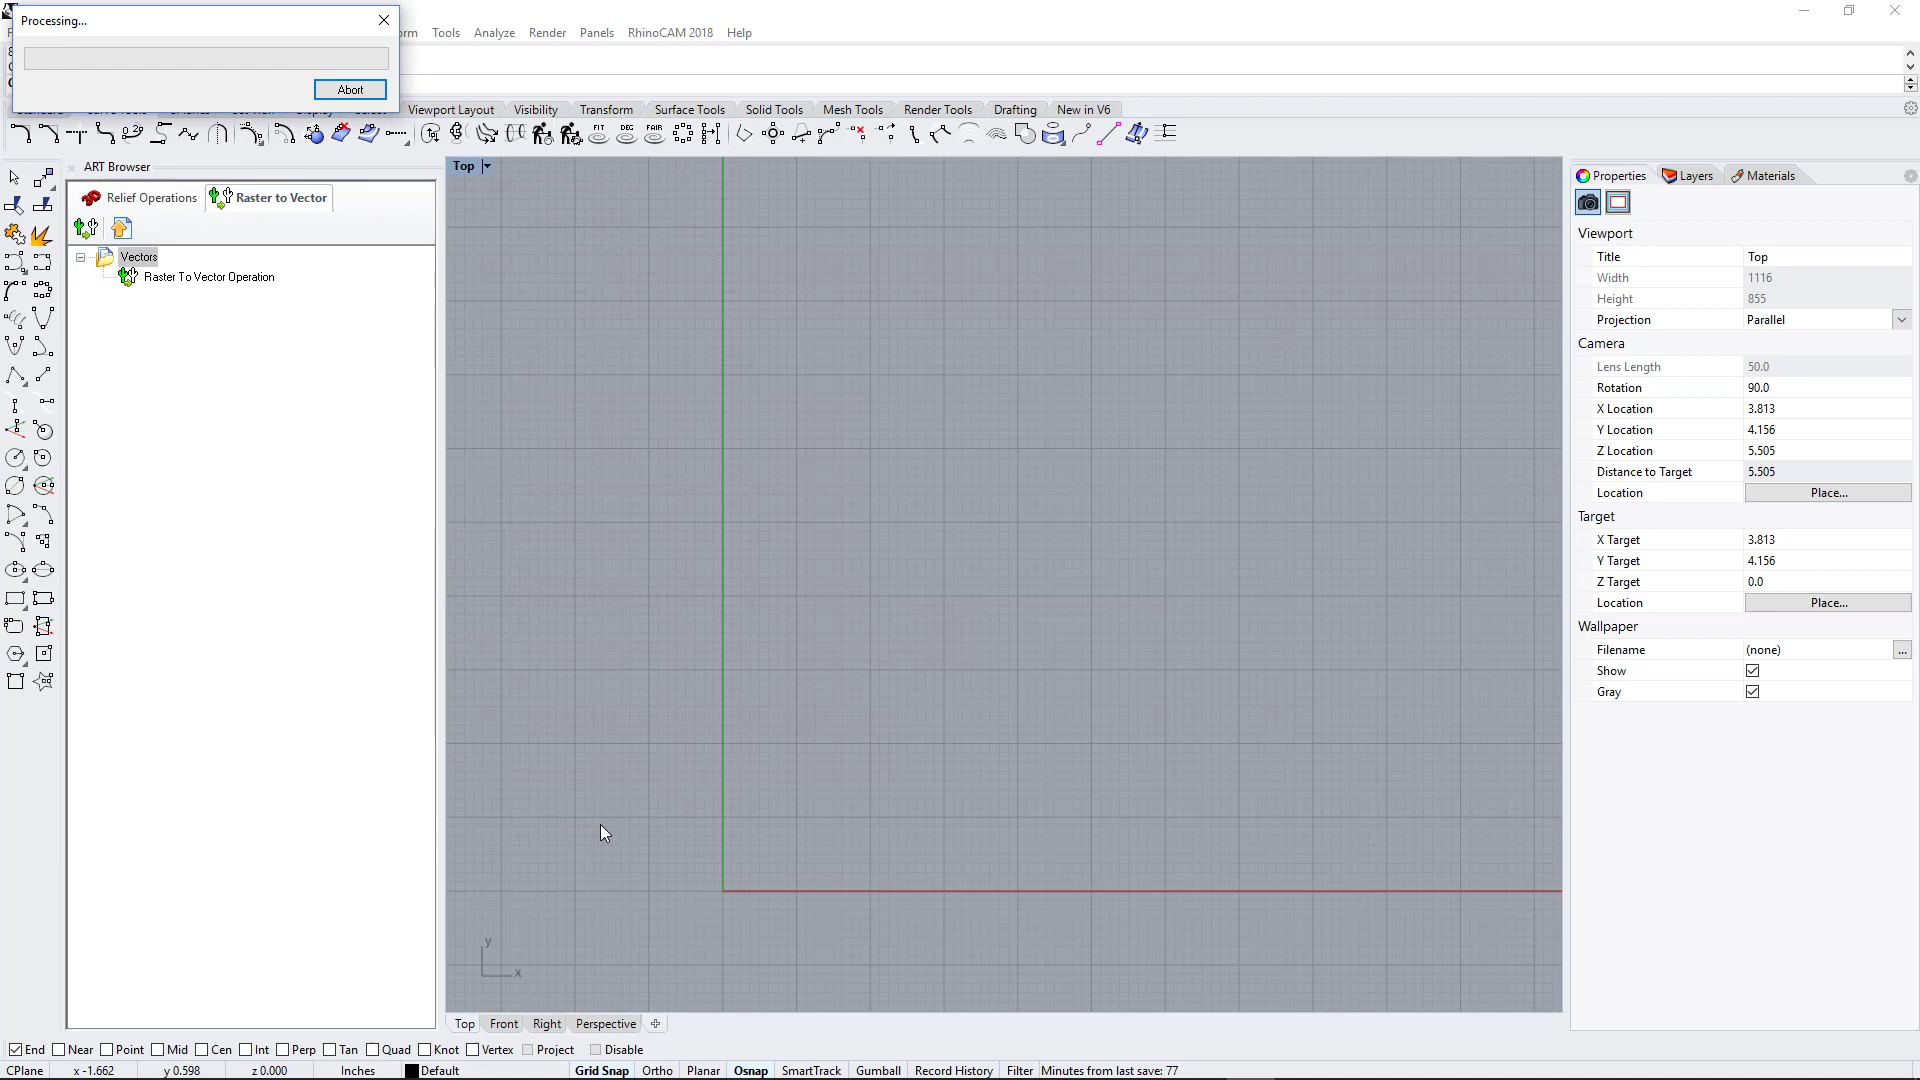 Processing...
Abort
Tools Analyze Render Panels RhinoCAM 2018 Help
Viewport Layout Visibility Transform Surface Tools Solid Tools Mesh Tools Render Tools Drafting New in V6
FIT DEG FAIR
ART Browser
Relief Operations Raster to Vector
Vectors
Raster To Vector Operation
Top
y
x
Top Front Right Perspective
Properties Layers Materials
Viewport
Title Top
Width 1116
Height 855
Projection Parallel
Camera
Lens Length 50.0
Rotation 90.0
X Location 3.813
Y Location 4.156
Z Location 5.505
Distance to Target 5.505
Location Place...
Target
X Target 3.813
Y Target 4.156
Z Target 0.0
Location Place...
Wallpaper
Filename (none) ...
Show
Gray
End Near Point Mid Cen Int Perp Tan Quad Knot Vertex Project Disable
CPlane x -1.662 y 0.598 z 0.000 Inches Default Grid Snap Ortho Planar Osnap SmartTrack Gumball Record History Filter Minutes from last save: 77